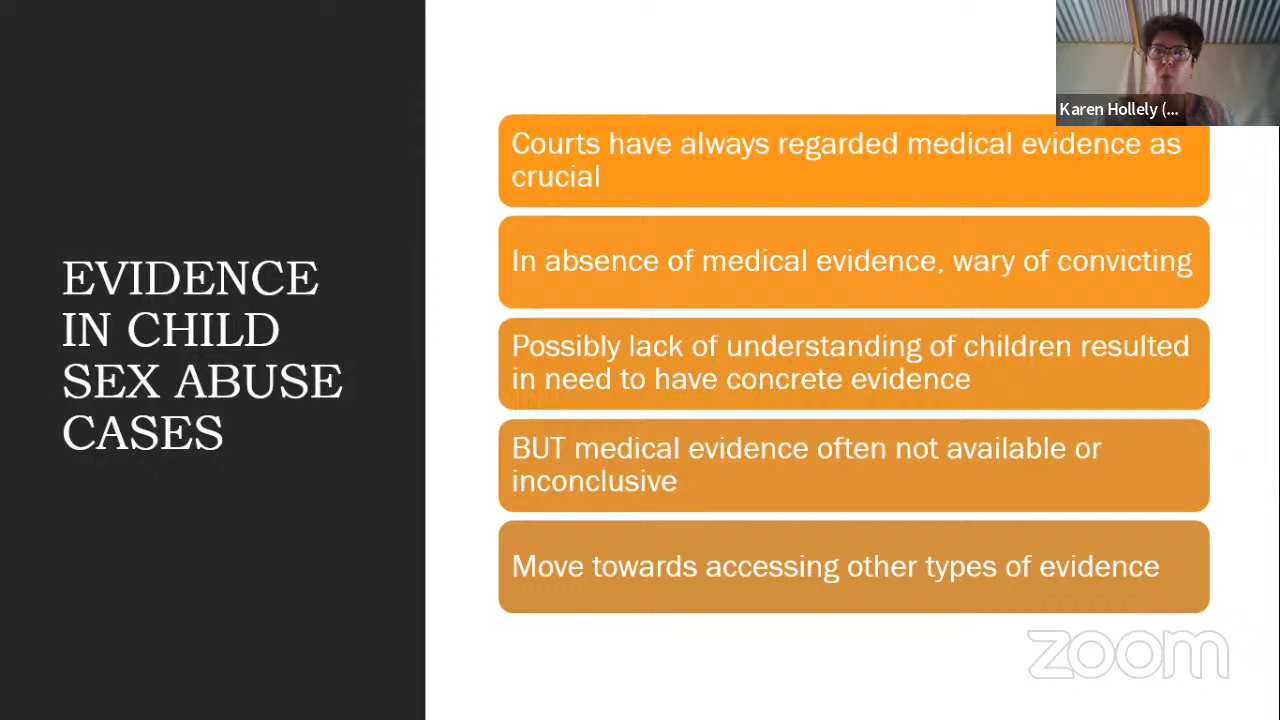 EVIDENCE
IN CHILD
SEX ABUSE
CASES
Karen Hollely (...
Courts have always regarded medical evidence as
crucial
In absence of medical evidence, wary of convicting
Possibly lack of understanding of children resulted
in need to have concrete evidence
BUT medical evidence often not available or
inconclusive
Move towards accessing other types of evidence
zoom